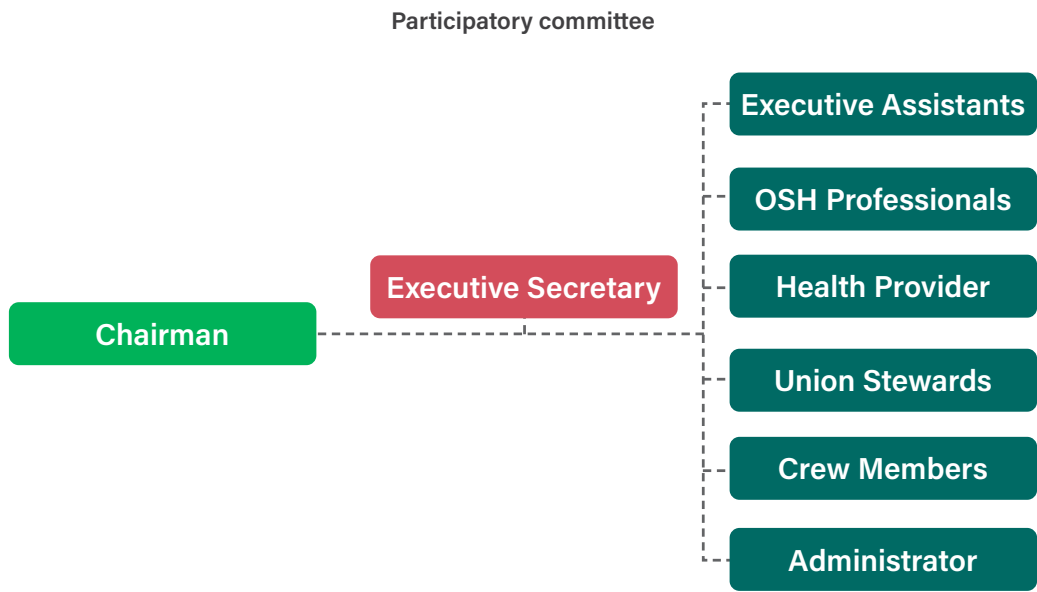 Participatory committee
Executive Assistants
OSH Professionals
Executive Secretary
Health Provider
Chairman
Union Stewards
Crew Members
Administrator